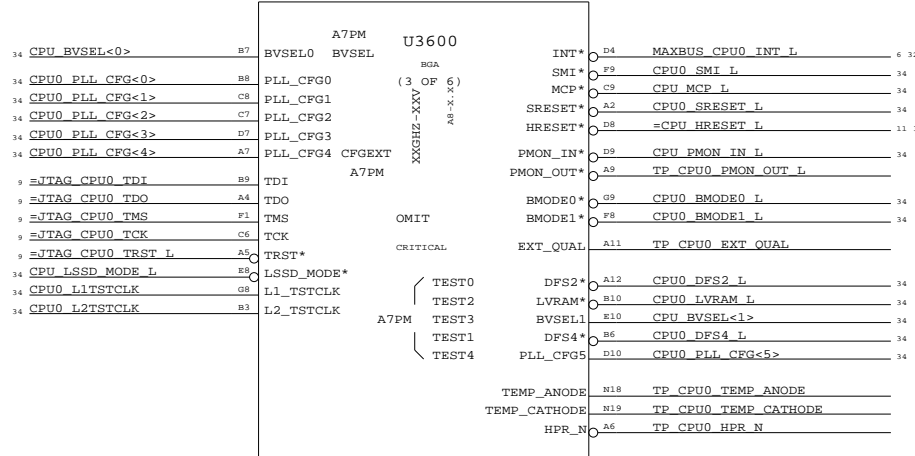 A7PM
U3600
34 CPU_BVSEL<0> B7 BVSEL0 BVSEL INT* D4 MAXBUS_CPU0_INT_L 6 32
BGA
SMI* F9 CPU0_SMI_L 34
34 CPU0_PLL_CFG<0> B8 PLL_CFG0 (3 OF 6) MCP* C9 CPU_MCP_L 34
34 CPU0_PLL_CFG<1> C8 PLL_CFG1 XXGHZ-XXV A8-X.X SRESET* A2 CPU0_SRESET_L 34
34 CPU0_PLL_CFG<2> C7 PLL_CFG2 HRESET* D8 =CPU_HRESET_L 11
34 CPU0_PLL_CFG<3> D7 PLL_CFG3
34 CPU0_PLL_CFG<4> A7 PLL_CFG4 CFGEXT PMON_IN* D9 CPU_PMON_IN_L 34
A7PM PMON_OUT* A9 TP_CPU0_PMON_OUT_L
9 =JTAG_CPU0_TDI B9 TDI
9 =JTAG_CPU0_TDO A4 TDO BMODE0* G9 CPU0_BMODE0_L 34
9 =JTAG_CPU0_TMS F1 TMS OMIT BMODE1* F8 CPU0_BMODE1_L 34
9 =JTAG_CPU0_TCK C6 TCK
9 =JTAG_CPU0_TRST_L A5 TRST* CRITICAL EXT_QUAL A11 TP_CPU0_EXT_QUAL
34 CPU_LSSD_MODE_L E8 LSSD_MODE*
34 CPU0_L1TSTCLK G8 L1_TSTCLK TEST0 DFS2* A12 CPU0_DFS2_L 34
34 CPU0_L2TSTCLK B3 L2_TSTCLK TEST2 LVRAM* B10 CPU0_LVRAM_L 34
A7PM TEST3 BVSEL1 E10 CPU_BVSEL<1> 34
TEST1 DFS4* B6 CPU0_DFS4_L 34
TEST4 PLL_CFG5 D10 CPU0_PLL_CFG<5> 34
TEMP_ANODE N18 TP_CPU0_TEMP_ANODE
TEMP_CATHODE N19 TP_CPU0_TEMP_CATHODE
HPR_N A6 TP_CPU0_HPR_N